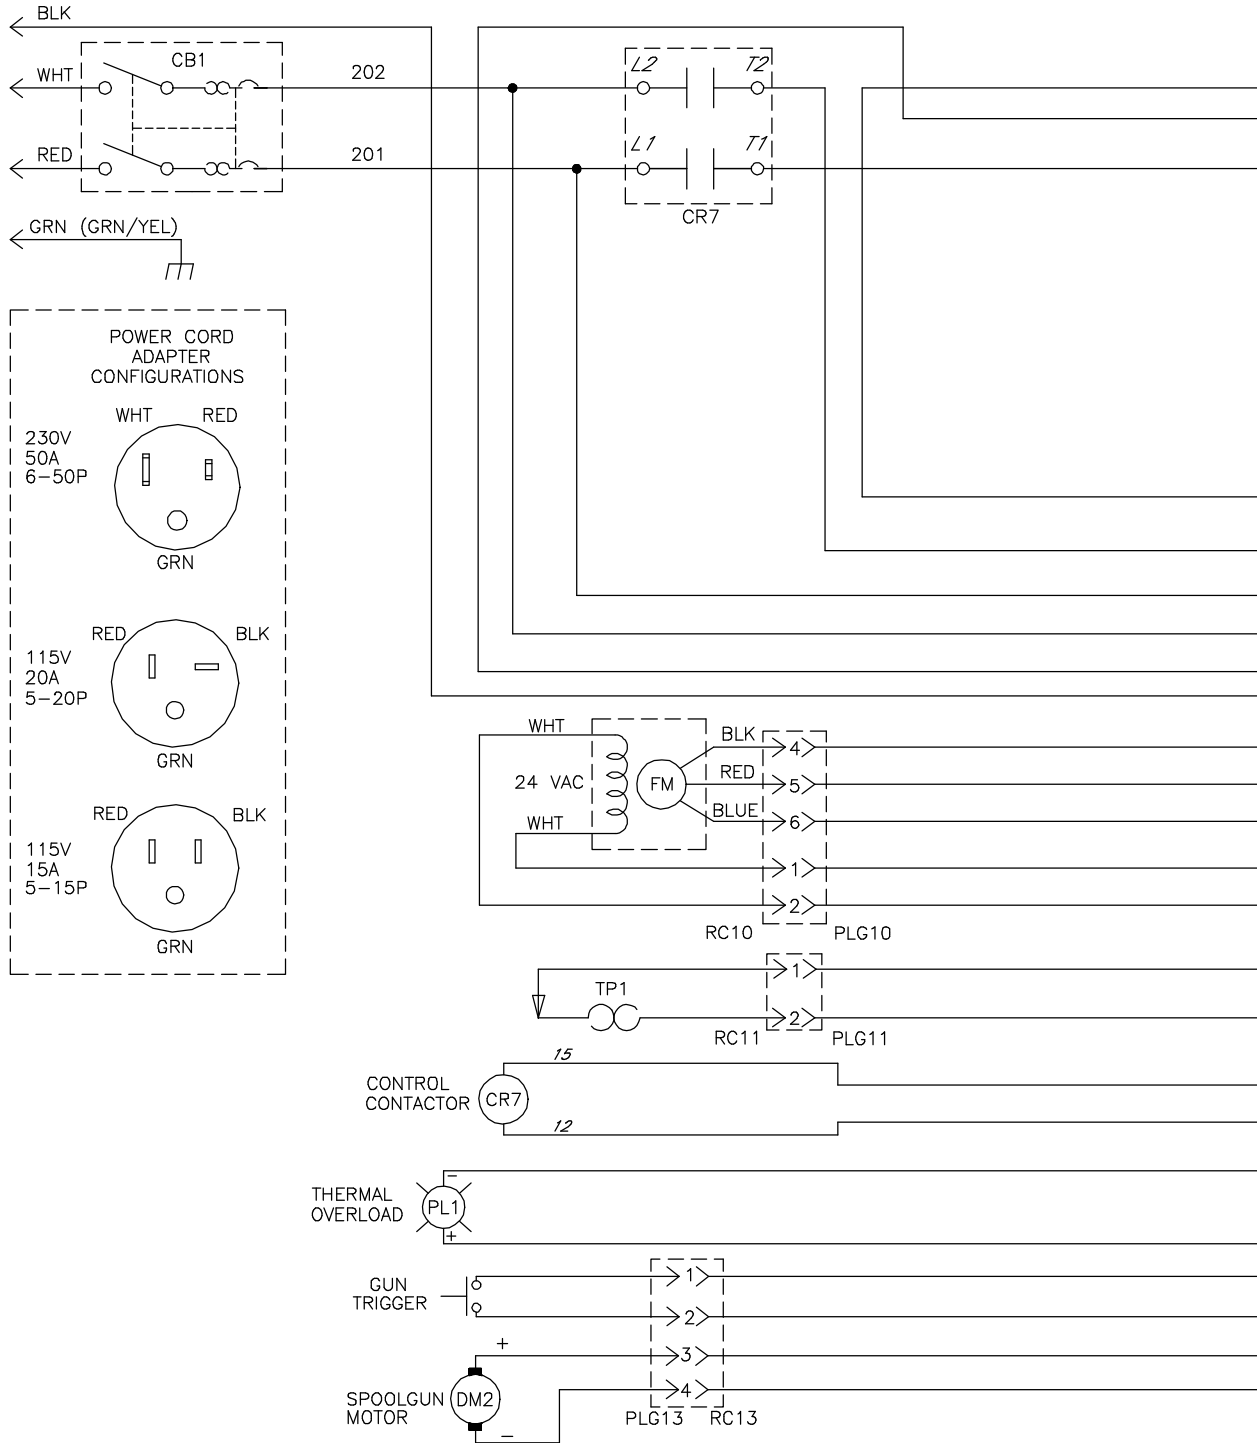 BLK
WHT
CB1
202
L2
T2
RED
201
L1
T1
CR7
GRN (GRN/YEL)
POWER CORD
ADAPTER
CONFIGURATIONS
WHT
RED
230V
50A
6-50P
GRN
RED
BLK
115V
20A
5-20P
GRN
RED
BLK
115V
15A
5-15P
GRN
WHT
24 VAC
WHT
FM
BLK
RED
BLUE
4
5
6
1
2
RC10
PLG10
TP1
1
2
RC11
PLG11
15
CONTROL
CONTACTOR
CR7
12
THERMAL
OVERLOAD
-
PL1
+
GUN
TRIGGER
1
2
3
4
+
SPOOLGUN
MOTOR
DM2
-
PLG13
RC13